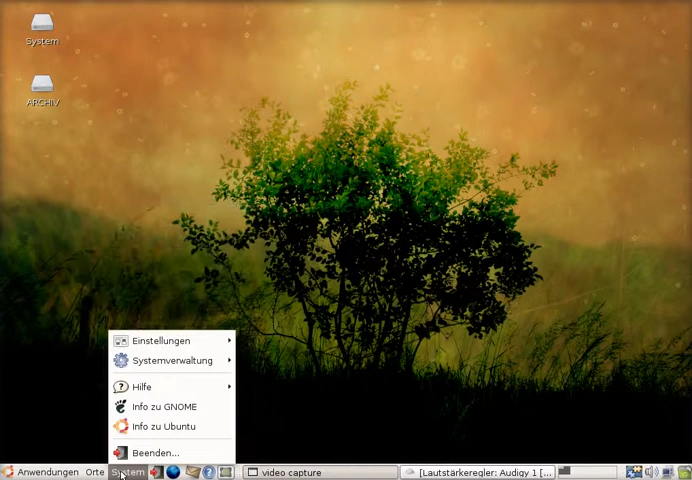 System
ARCHIV
Einstellungen
Systemverwaltung
Hilfe
Info zu GNOME
Info zu Ubuntu
Beenden...
Anwendungen Orte System video capture [Lautstärkeregler: Audigy 1 [...